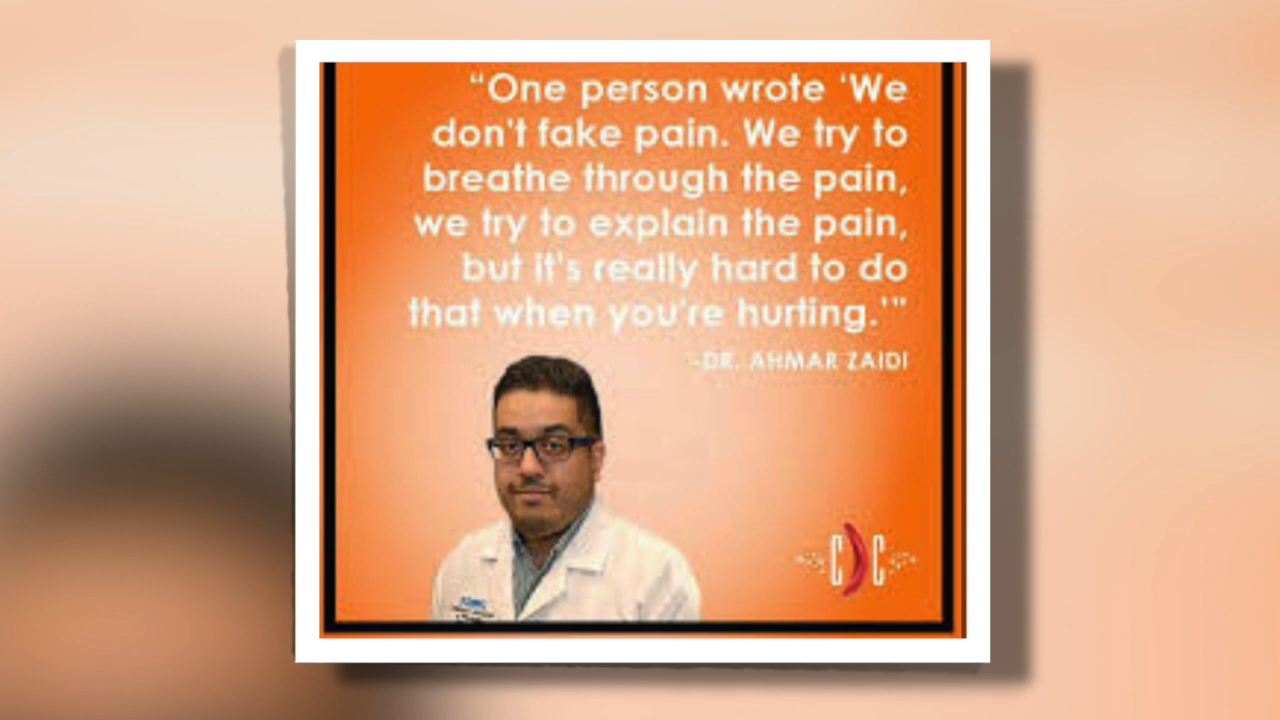 “One person wrote ‘We
don't fake pain. We try to
breathe through the pain,
we try to explain the pain,
but it's really hard to do
that when you're hurting.’”
-DR. AHMAR ZAIDI
C C